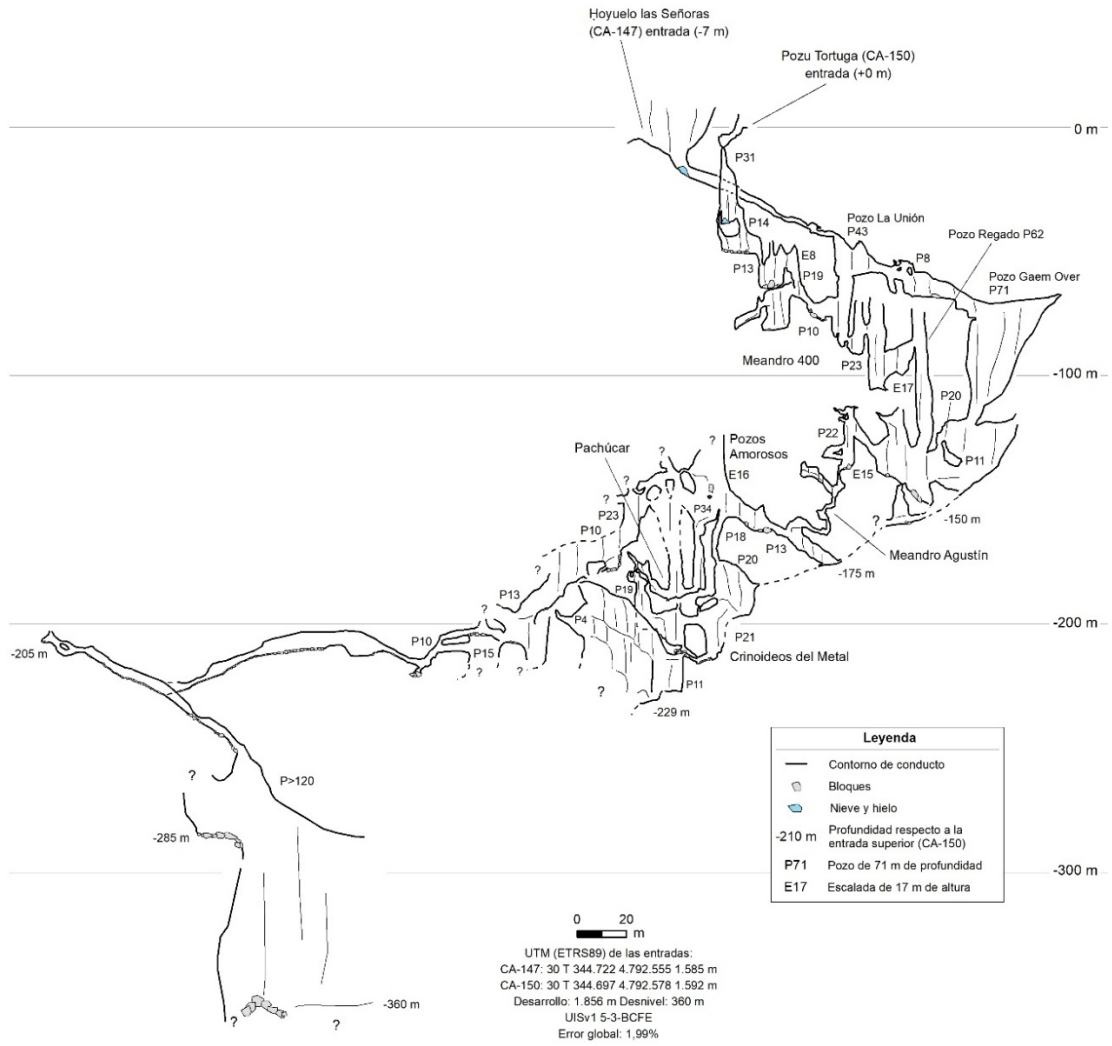 Hoyuelo las Señoras
(CA-147) entrada (-7 m)
Pozu Tortuga (CA-150)
entrada (+0 m)
0 m
P31
P14
Pozo La Unión
P43
Pozo Regado P62
E8
P13
P19
P8
Pozo Gaem Over
P71
P10
Meandro 400
P23
-100 m
E17
P20
P22
?
Pozos
Amorosos
Pachúcar
E16
E15
P11
?
?
?
P23
P34
P10
-150 m
?
P18
P13
Meandro Agustín
?
P20
-175 m
P13
P19
?
P4
-200 m
P10
P21
-205 m
P15
Crinoideos del Metal
?
?
?
P11
?
-229 m
?
P>120
-285 m
-300 m
-360 m
?
?
Leyenda
Contorno de conducto
Bloques
Nieve y hielo
-210 m Profundidad respecto a la
entrada superior (CA-150)
P71 Pozo de 71 m de profundidad
E17 Escalada de 17 m de altura
0 20
m
UTM (ETRS89) de las entradas:
CA-147: 30 T 344.722 4.792.555 1.585 m
CA-150: 30 T 344.697 4.792.578 1.592 m
Desarrollo: 1.856 m Desnivel: 360 m
UISv1 5-3-BCFE
Error global: 1,99%